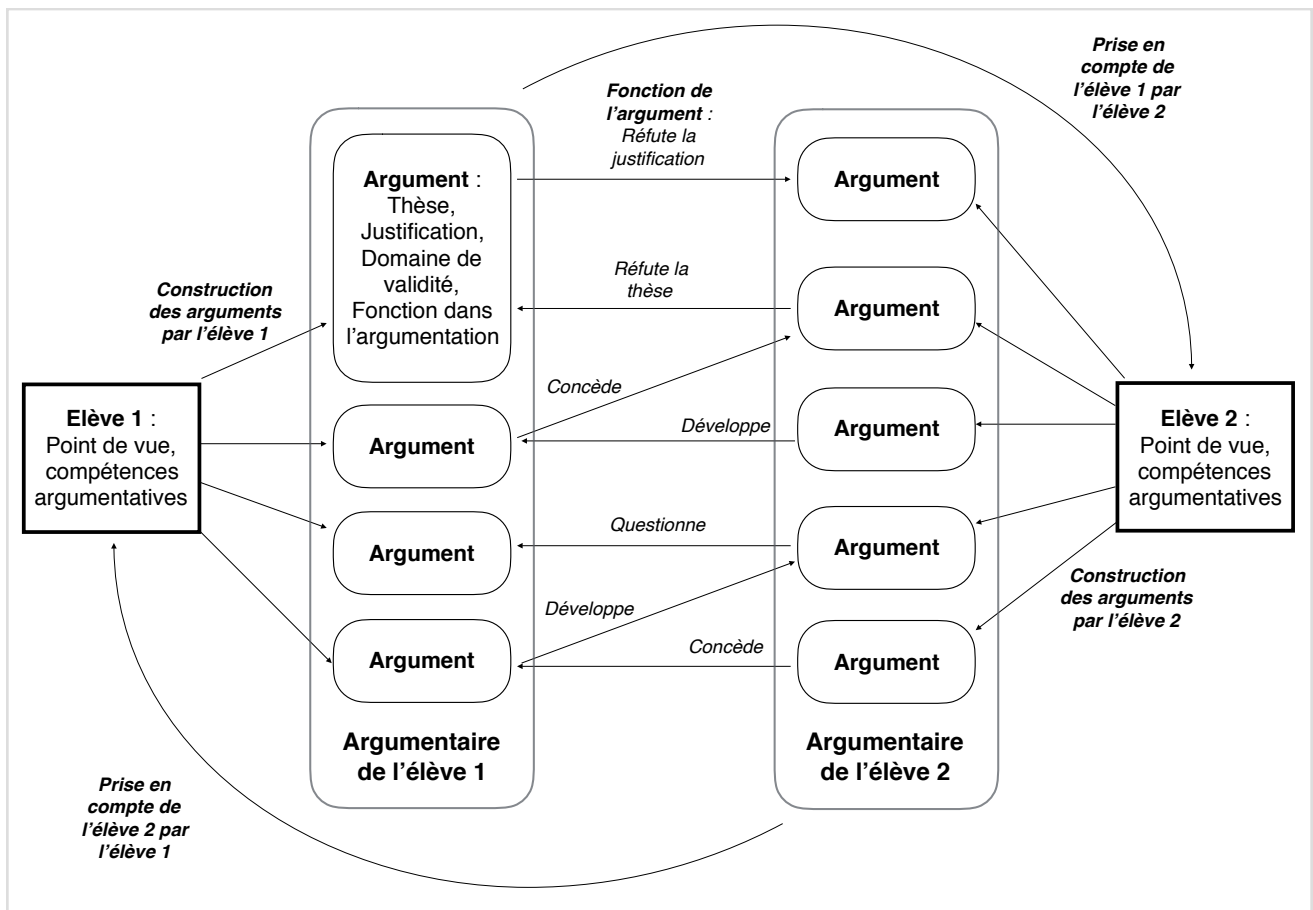 Prise en
compte de
l'élève 1 par
l'élève 2
Fonction de
l'argument :
Réfute la
justification
Argument :
Thèse,
Justification,
Domaine de
validité,
Fonction dans
l'argumentation
Argument
Réfute la
thèse
Argument
Construction
des arguments
par l'élève 1
Concède
Elève 1 :
Point de vue,
compétences
argumentatives
Argument
Développe
Argument
Elève 2 :
Point de vue,
compétences
argumentatives
Argument
Questionne
Argument
Développe
Construction
des arguments
par l'élève 2
Argument
Concède
Argument
Argumentaire
de l'élève 1
Argumentaire
de l'élève 2
Prise en
compte de
l'élève 2 par
l'élève 1